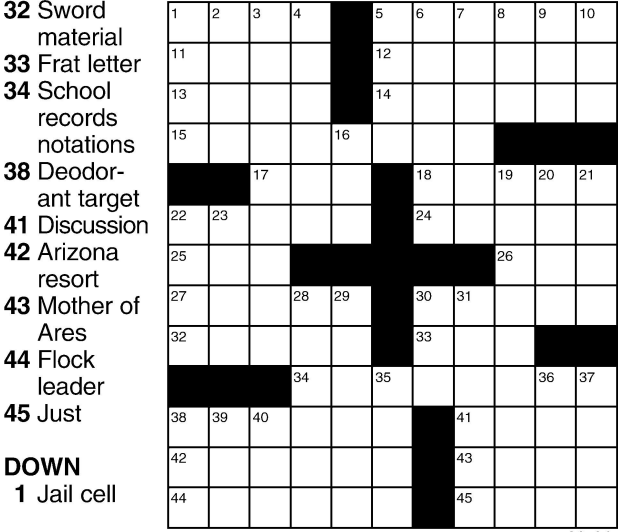 32 Sword
material
33 Frat letter
34 School
records
notations
38 Deodor-
ant target
41 Discussion
42 Arizona
resort
43 Mother of
Ares
44 Flock
leader
45 Just
DOWN
1 Jail cell
1 2 3 4 5 6 7 8 9 10
11 12
13 14
15 16
17 18 19 20 21
22 23 24
25 26
27 28 29 30 31
32 33
34 35 36 37
38 39 40 41
42 43
44 45